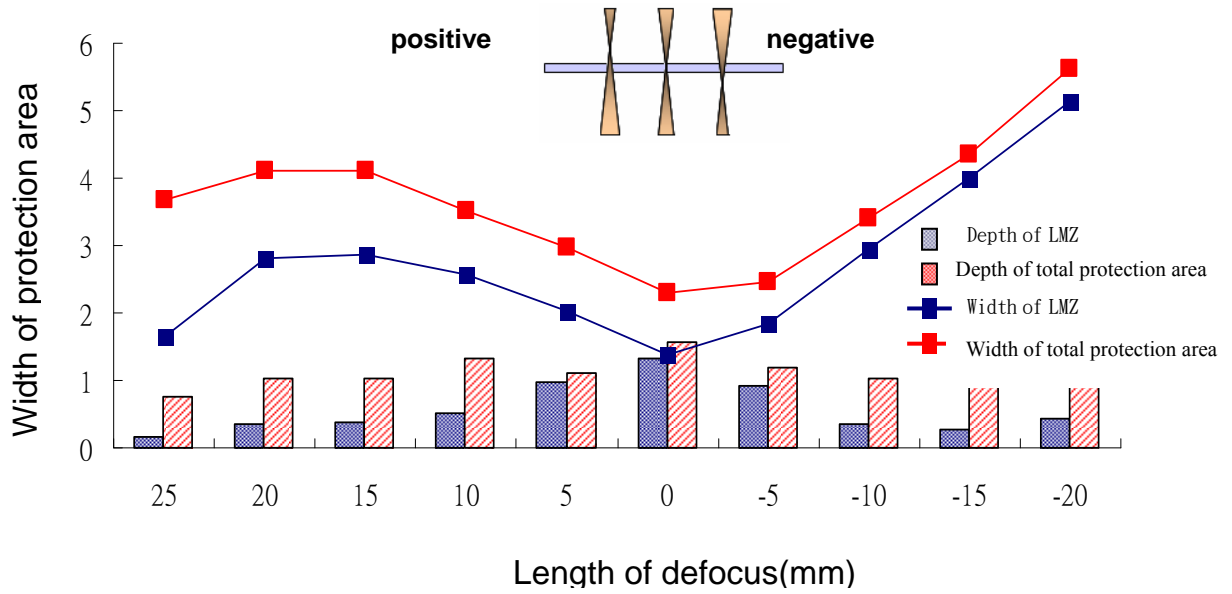 positive
negative
6
5
4
3
2
1
0
Width of protection area
Depth of LMZ
Depth of total protection area
Width of LMZ
Width of total protection area
25 20 15 10 5 0 -5 -10 -15 -20
Length of defocus(mm)